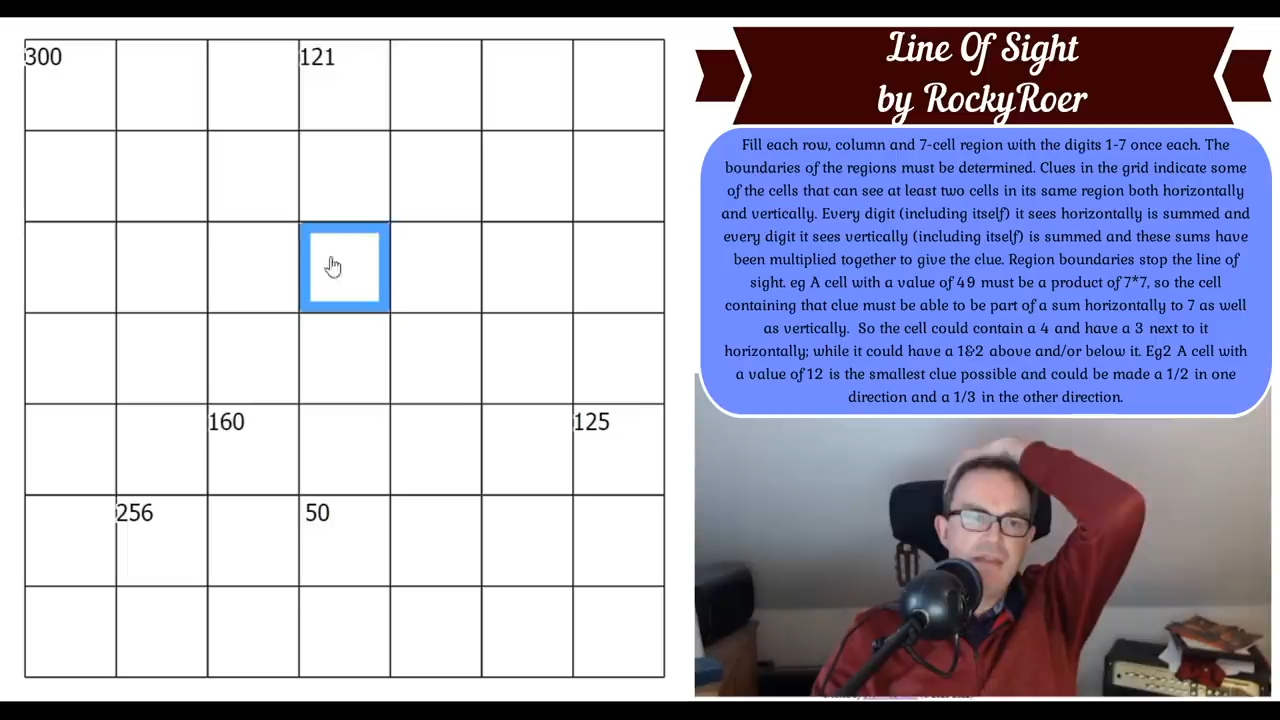 300
121
160
125
256
50
Line Of Sight
by RockyRoer
Fill each row, column and 7-cell region with the digits 1-7 once each. The
boundaries of the regions must be determined. Clues in the grid indicate some
of the cells that can see at least two cells in its same region both horizontally
and vertically. Every digit (including itself) it sees horizontally is summed and
every digit it sees vertically (including itself) is summed and these sums have
been multiplied together to give the clue. Region boundaries stop the line of
sight. eg A cell with a value of 49 must be a product of 7*7, so the cell
containing that clue must be able to be part of a sum horizontally to 7 as well
as vertically. So the cell could contain a 4 and have a 3 next to it
horizontally; while it could have a 1&2 above and/or below it. Eg2 A cell with
a value of 12 is the smallest clue possible and could be made a 1/2 in one
direction and a 1/3 in the other direction.